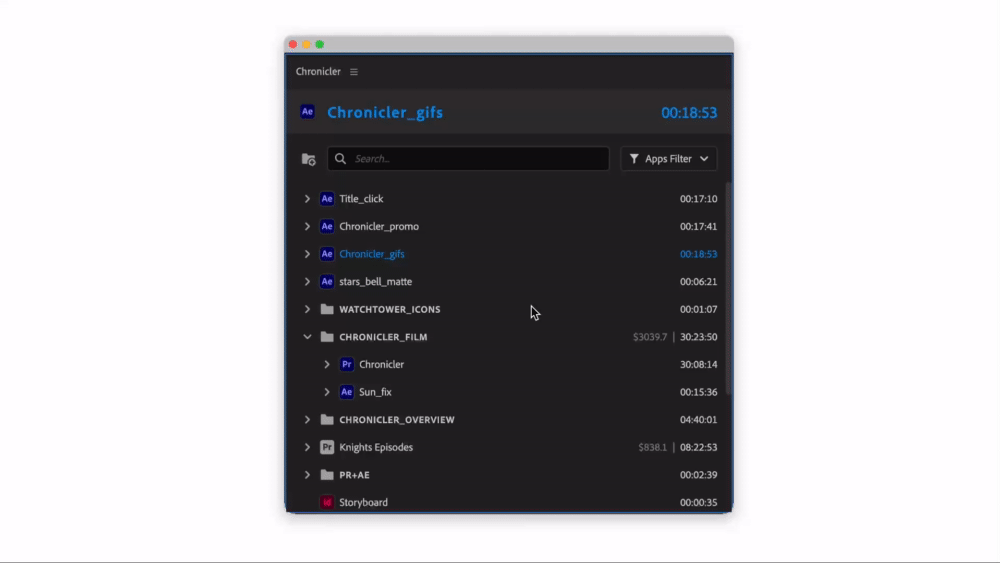 Chronicler
Ae Chronicler_gifs 00:18:53
Search... Apps Filter
Ae Title_click 00:17:10
Ae Chronicler_promo 00:17:41
Ae Chronicler_gifs 00:18:53
Ae stars_bell_matte 00:06:21
WATCHTOWER_ICONS 00:01:07
CHRONICLER_FILM $3039.7 | 30:23:50
Pr Chronicler 30:08:14
Ae Sun_fix 00:15:36
CHRONICLER_OVERVIEW 04:40:01
Pr Knights Episodes $838.1 | 08:22:53
PR+AE 00:02:39
Id Storyboard 00:00:35